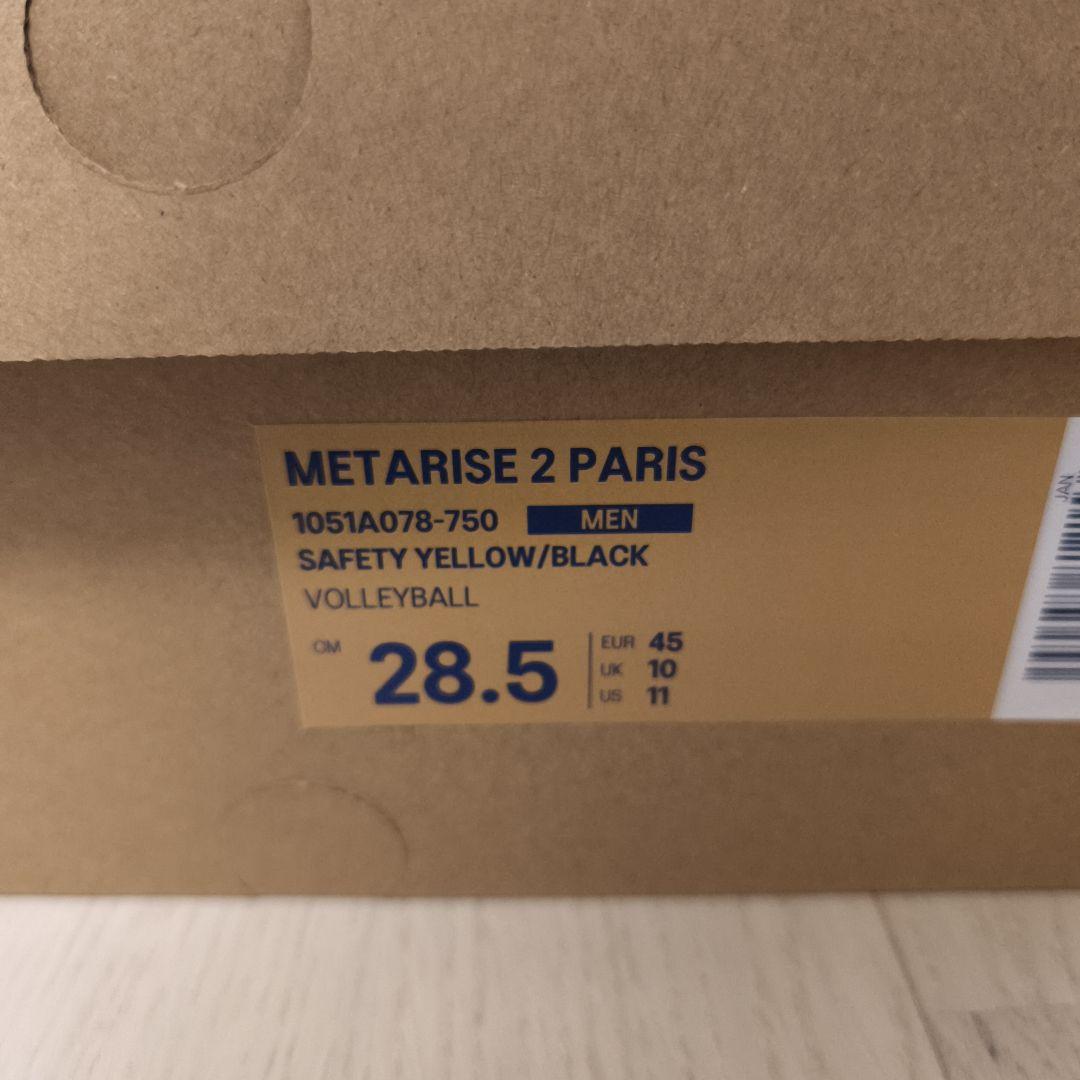 METARISE 2 PARIS
1051A078-750 MEN
SAFETY YELLOW/BLACK
VOLLEYBALL
CM 28.5
EUR 45
UK 10
US 11
JAN